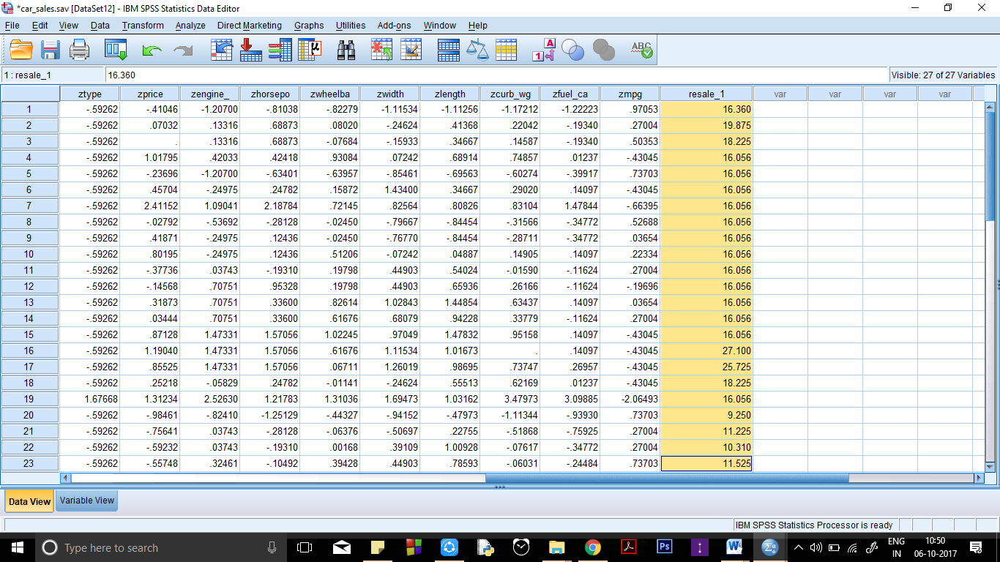 *car_sales.sav [DataSet12] - IBM SPSS Statistics Data Editor
File Edit View Data Transform Analyze Direct Marketing Graphs Utilities Add-ons Window Help
1 : resale_1 16.360 Visible: 27 of 27 Variables
ztype zprice zengine_ zhorsepo zwheelba zwidth zlength zcurb_wg zfuel_ca zmpg resale_1 var var var var
1 -.59262 -.41046 -1.20700 -.81038 -.82279 -1.11534 -1.11256 -1.17212 -1.22223 .97053 16.360
2 -.59262 .07032 .13316 .68873 .08020 -.24624 .41368 .22042 -.19340 .27004 19.875
3 -.59262 . .13316 .68873 -.07684 -.15933 .34667 .14587 -.19340 .50353 18.225
4 -.59262 1.01795 .42033 .42418 .93084 .07242 .68914 .74857 .01237 -.43045 16.056
5 -.59262 -.23696 -1.20700 -.63401 -.63957 -.85461 -.69563 -.60274 -.39917 .73703 16.056
6 -.59262 .45704 -.24975 .24782 .15872 1.43400 .34667 .29020 .14097 -.43045 16.056
7 -.59262 2.41152 1.09041 2.18784 .72145 .82564 .80826 .83104 1.47844 -.66395 16.056
8 -.59262 -.02792 -.53692 -.28128 -.02450 -.79667 -.84454 -.31566 -.34772 .52688 16.056
9 -.59262 .41871 -.24975 .12436 -.02450 -.76770 -.84454 -.28711 -.34772 .03654 16.056
10 -.59262 .80195 -.24975 .12436 .51206 -.07242 .04887 .14905 .14097 .22334 16.056
11 -.59262 -.37736 .03743 -.19310 .19798 .44903 .54024 -.01590 -.11624 .27004 16.056
12 -.59262 -.14568 .70751 .95328 .19798 .44903 .65936 .26166 -.11624 -.19696 16.056
13 -.59262 .31873 .70751 .33600 .82614 1.02843 1.44854 .63437 .14097 .03654 16.056
14 -.59262 .03444 .70751 .33600 .61676 .68079 .94228 .33779 -.11624 .27004 16.056
15 -.59262 .87128 1.47331 1.57056 1.02245 .97049 1.47832 .95158 .14097 -.43045 16.056
16 -.59262 1.19040 1.47331 1.57056 .61676 1.11534 1.01673 . .14097 -.43045 27.100
17 -.59262 .85525 1.47331 1.57056 .06711 1.26019 .98695 .73747 .26957 -.43045 25.725
18 -.59262 .25218 -.05829 .24782 -.01141 -.24624 .55513 .62169 .01237 -.43045 18.225
19 1.67668 1.31234 2.52630 1.21783 1.31036 1.69473 1.03162 3.47973 3.09885 -2.06493 16.056
20 -.59262 -.98461 -.82410 -1.25129 -.44327 -.94152 -.47973 -1.11344 -.93930 .73703 9.250
21 -.59262 -.75641 .03743 -.28128 -.06376 -.50697 .22755 -.51868 -.75925 .27004 11.225
22 -.59262 -.59232 .03743 -.19310 .00168 .39109 1.00928 -.07617 -.34772 .27004 10.310
23 -.59262 -.55748 .32461 -.10492 .39428 .44903 .78593 -.06031 -.24484 .73703 11.525
Data View Variable View
IBM SPSS Statistics Processor is ready
Type here to search
ENG
IN
10:50
06-10-2017